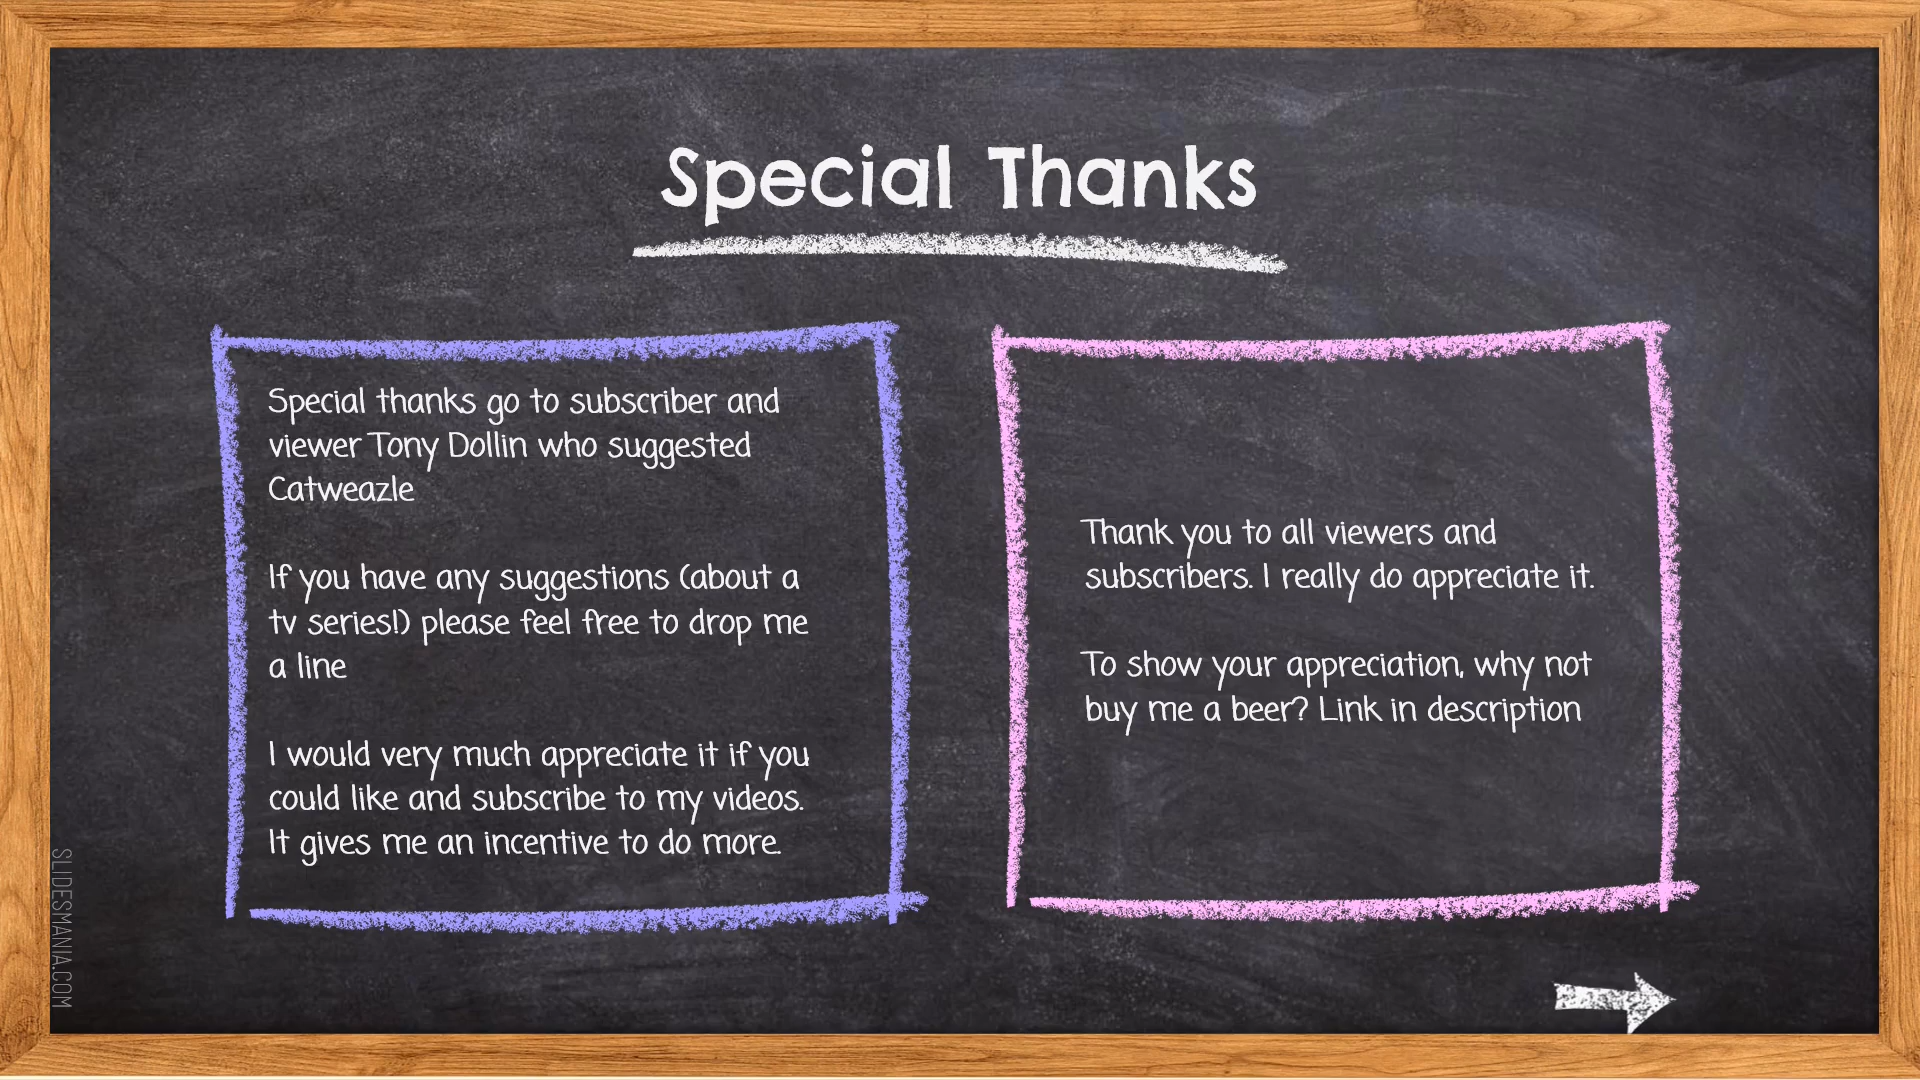 Special Thanks
Special thanks go to subscriber and
viewer Tony Dollin who suggested
Catweazle
If you have any suggestions (about a
tv series!) please feel free to drop me
a line
I would very much appreciate it if you
could like and subscribe to my videos.
It gives me an incentive to do more.
Thank you to all viewers and
subscribers. I really do appreciate it.
To show your appreciation, why not
buy me a beer? Link in description
SLIDESMANIA.COM